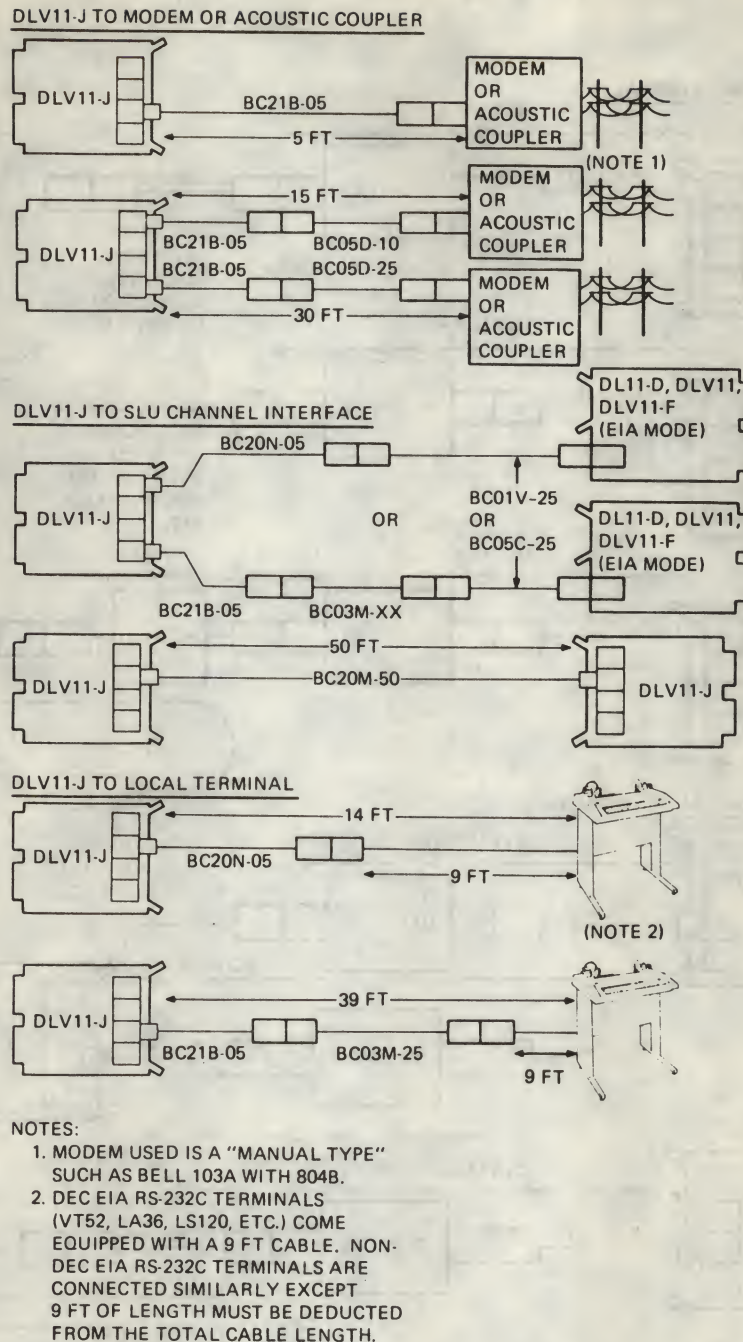 DLV11-J TO MODEM OR ACOUSTIC COUPLER
DLV11-J
BC21B-05
5 FT
MODEM
OR
ACOUSTIC
COUPLER
(NOTE 1)
DLV11-J
15 FT
BC21B-05
BC05D-10
MODEM
OR
ACOUSTIC
COUPLER
BC21B-05
BC05D-25
30 FT
MODEM
OR
ACOUSTIC
COUPLER
DLV11-J TO SLU CHANNEL INTERFACE
DLV11-J
BC20N-05
DL11-D, DLV11,
DLV11-F
(EIA MODE)
OR
BC01V-25
OR
BC05C-25
BC21B-05
BC03M-XX
DL11-D, DLV11,
DLV11-F
(EIA MODE)
DLV11-J
50 FT
BC20M-50
DLV11-J
DLV11-J TO LOCAL TERMINAL
DLV11-J
14 FT
BC20N-05
9 FT
(NOTE 2)
DLV11-J
39 FT
BC21B-05
BC03M-25
9 FT
NOTES:
1. MODEM USED IS A "MANUAL TYPE"
SUCH AS BELL 103A WITH 804B.
2. DEC EIA RS-232C TERMINALS
(VT52, LA36, LS120, ETC.) COME
EQUIPPED WITH A 9 FT CABLE. NON-
DEC EIA RS-232C TERMINALS ARE
CONNECTED SIMILARLY EXCEPT
9 FT OF LENGTH MUST BE DEDUCTED
FROM THE TOTAL CABLE LENGTH.